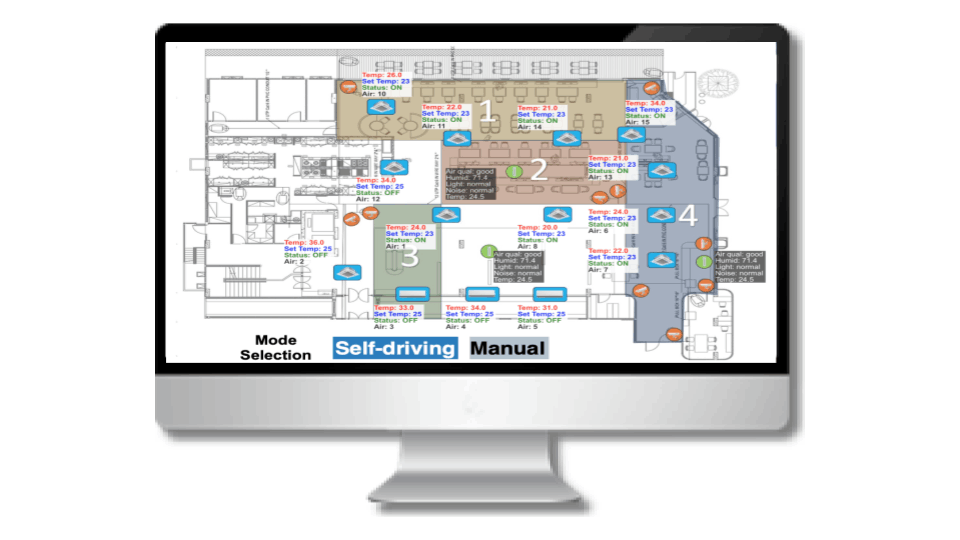 Temp: 26.0
Set Temp: 23
Status: ON
Air: 10
Temp: 22.0
Set Temp: 23
Status: ON
Air: 11
1
Temp: 21.0
Set Temp: 23
Status: ON
Air: 14
Temp: 34.0
Set Temp: 23
Status: ON
Air: 15
Temp: 34.0
Set Temp: 25
Status: OFF
Air: 12
Air qual: good
Humid: 71.4
Light: normal
Noise: normal
Temp: 24.5
2
Temp: 21.0
Set Temp: 23
Status: ON
Air: 13
Temp: 36.0
Set Temp: 25
Status: OFF
Air: 2
Temp: 24.0
Set Temp: 23
Status: ON
Air: 1
3
Temp: 20.0
Set Temp: 23
Status: ON
Air: 8
Air qual: good
Humid: 71.4
Light: normal
Noise: normal
Temp: 24.5
Temp: 24.0
Set Temp: 23
Status: ON
Air: 6
4
Temp: 22.0
Set Temp: 23
Status: ON
Air: 7
Air qual: good
Humid: 71.4
Light: normal
Noise: normal
Temp: 24.5
Temp: 33.0
Set Temp: 25
Status: OFF
Air: 3
Temp: 34.0
Set Temp: 25
Status: OFF
Air: 4
Temp: 31.0
Set Temp: 25
Status: OFF
Air: 5
Mode
Selection
Self-driving
Manual